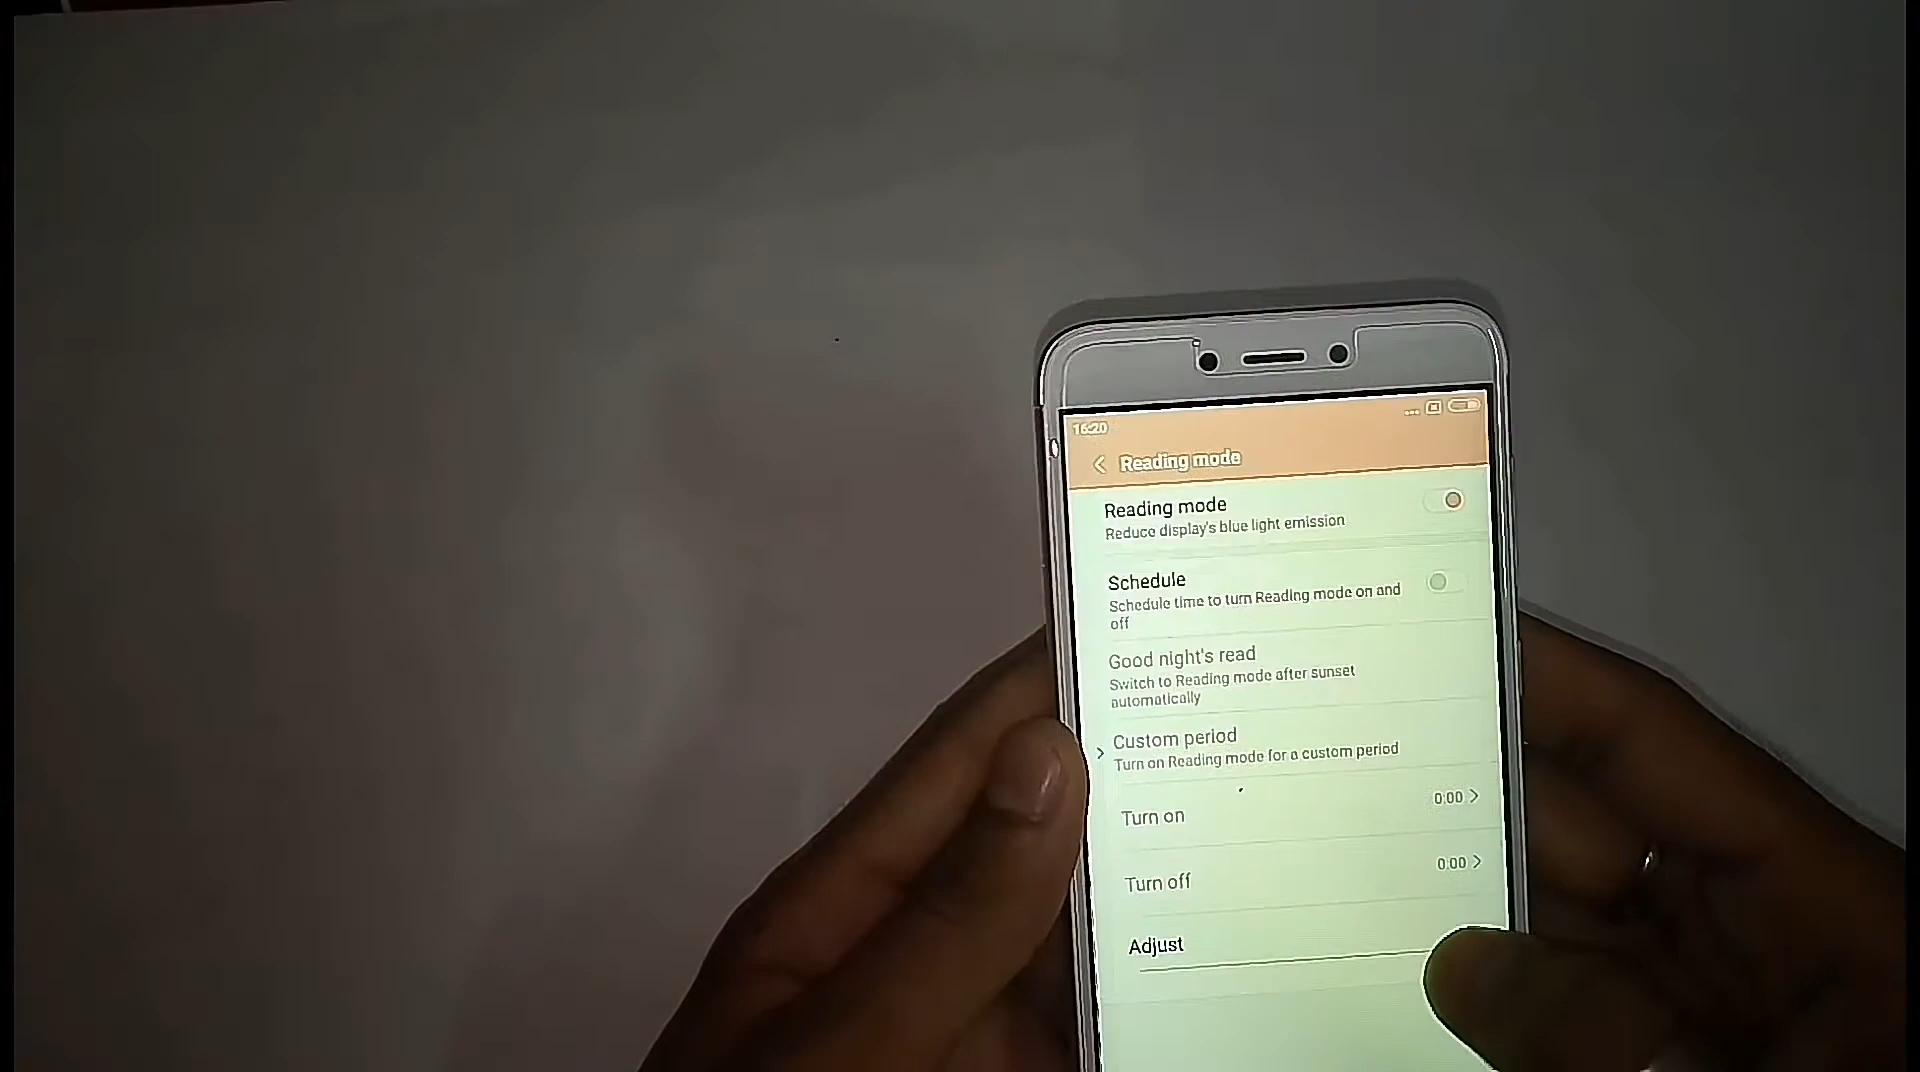 16:20
Reading mode
Reading mode
Reduce display's blue light emission
Schedule
Schedule time to turn Reading mode on and
off
Good night's read
Switch to Reading mode after sunset
automatically
Custom period
Turn on Reading mode for a custom period
Turn on 0:00
Turn off 0:00
Adjust